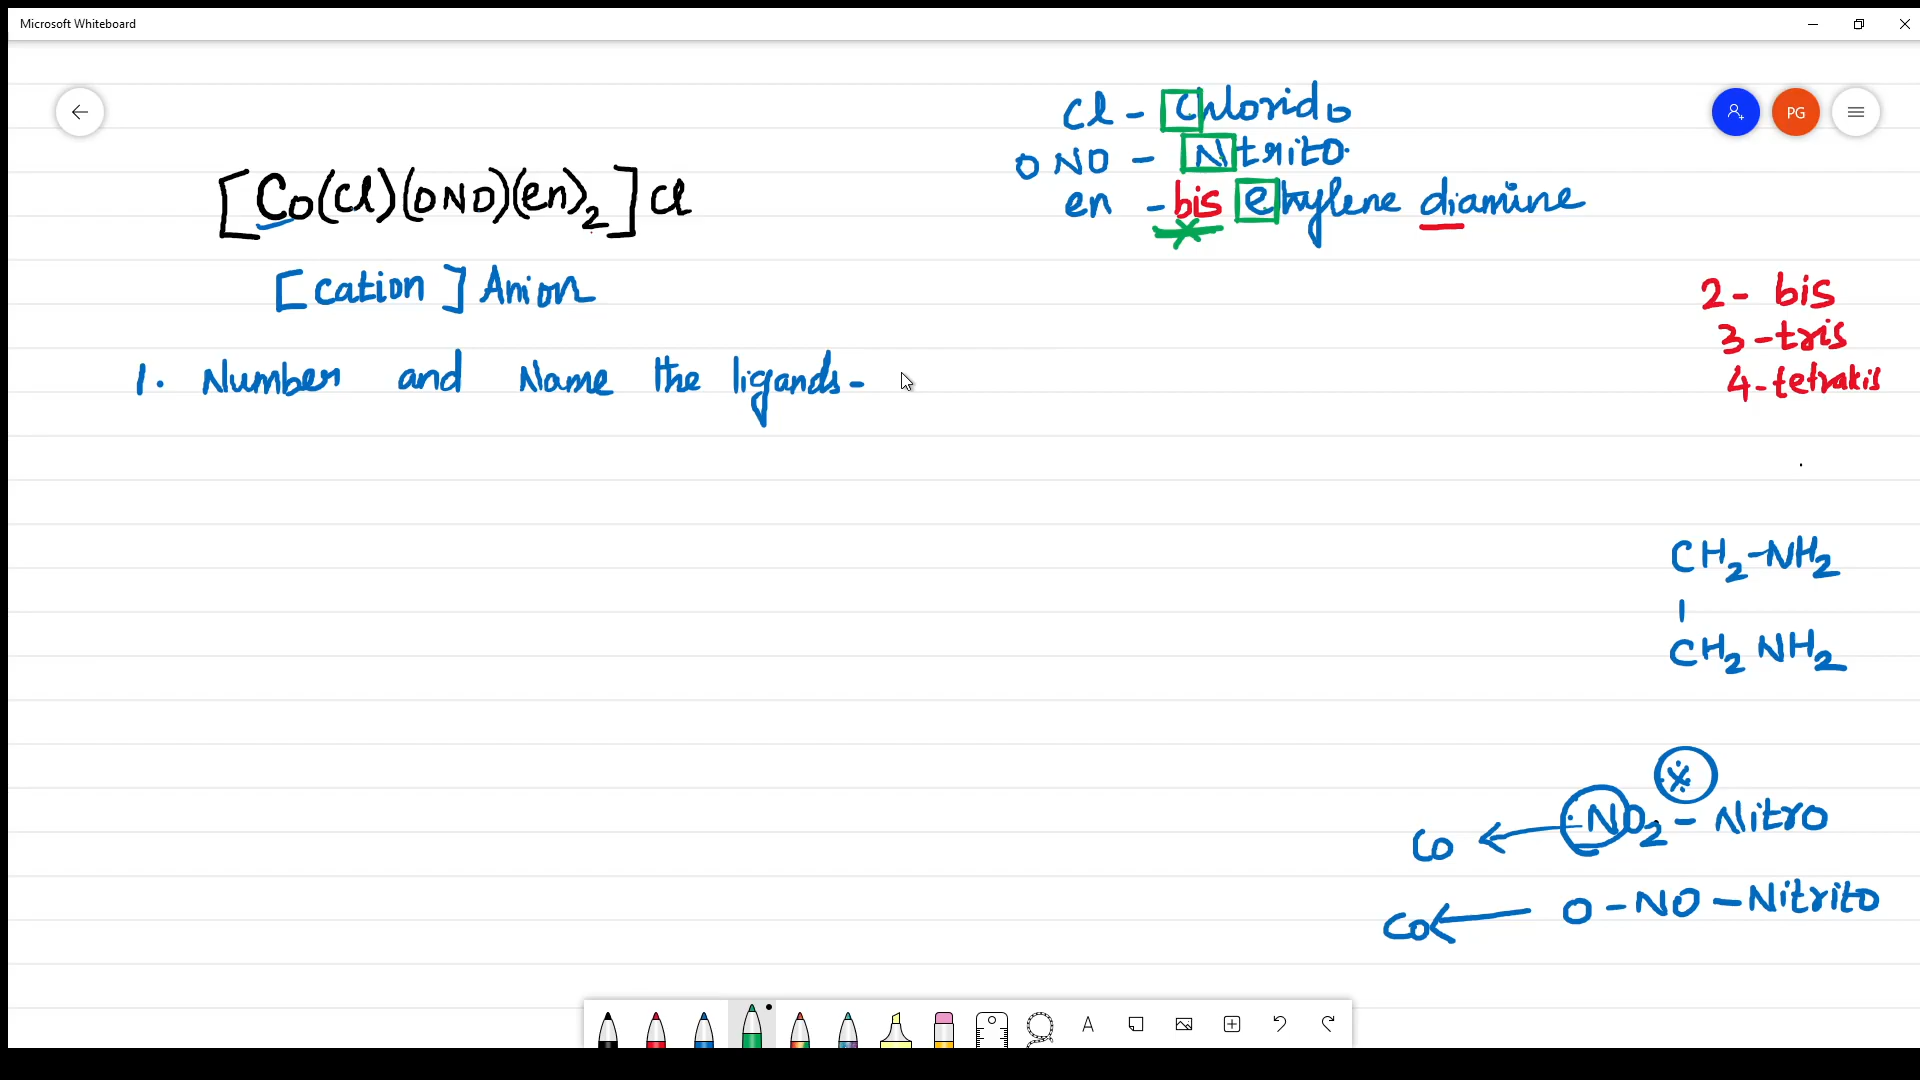 Microsoft Whiteboard
PG
Cl - Chlorido
ONO - Ntrito.
en - bis ethylene diamine
[Co(Cl)(ONO)(en)2]Cl
[cation] Anion
2 - bis
3 - tris
4 - tetrakis
1. Number and Name the ligands -
CH2-NH2
CH2 NH2
Co ← :NO2 - Nitro
Co ← O - NO - Nitrito
A